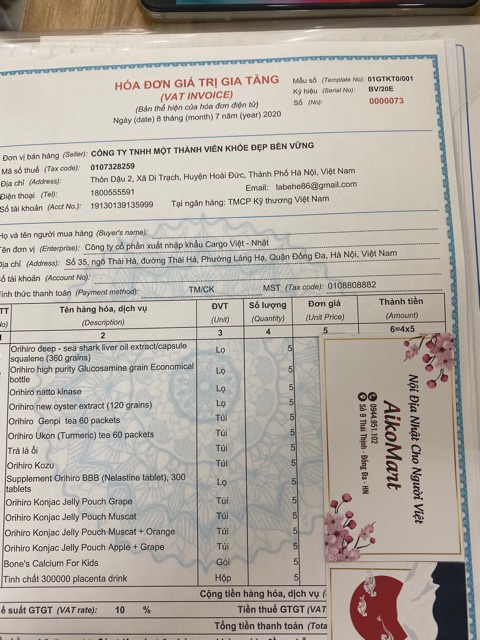 HÓA ĐƠN GIÁ TRỊ GIA TĂNG
(VAT INVOICE)
(Bản thể hiện của hóa đơn điện tử)
Ngày (date) 8 tháng (month) 7 năm (year) 2020
Mẫu số (Template No): 01GTKT0/001
Ký hiệu (Serial No): BV/20E
Số (No): 0000073
Đơn vị bán hàng (Seller): CÔNG TY TNHH MỘT THÀNH VIÊN KHỎE ĐẸP BỀN VỮNG
Mã số thuế (Tax code): 0107328259
Địa chỉ (Address): Thôn Dậu 2, Xã Di Trạch, Huyện Hoài Đức, Thành Phố Hà Nội, Việt Nam
Điện thoại (Tel): 1800555591 Email: labehe86@gmail.com
Số tài khoản (Acct No.): 19130139135999 Tại ngân hàng: TMCP Kỹ thương Việt Nam
Họ và tên người mua hàng (Buyer's name):
Tên đơn vị (Enterprise): Công ty cổ phần xuất nhập khẩu Cargo Việt - Nhật
Địa chỉ (Address): Số 35, ngõ Thái Hà, đường Thái Hà, Phường Láng Hạ, Quận Đống Đa, Hà Nội, Việt Nam
Số tài khoản (Account No):
Hình thức thanh toán (Payment method): TM/CK MST (Tax code): 0108808882
TT Tên hàng hóa, dịch vụ ĐVT Số lượng Đơn giá Thành tiền
No) (Description) (Unit) (Quantity) (Unit Price) (Amount)
1 2 3 4 5 6=4x5
Orihiro deep - sea shark liver oil extract/capsule squalene (360 grains) Lọ 5
Orihiro high purity Glucosamine grain Economical bottle Lọ 5
Orihiro natto kinase Lọ 5
Orihiro new oyster extract (120 grains) Lọ 5
Orihiro Genpi tea 60 packets Túi 5
Orihiro Ukon (Turmeric) tea 60 packets Túi 5
Trà lá ổi Túi 5
Orihiro Kozu Túi 5
Supplement Orihiro BBB (Nelastine tablet), 300 tablets Lọ 5
Orihiro Konjac Jelly Pouch Grape Túi 5
Orihiro Konjac Jelly Pouch Muscat Túi 5
Orihiro Konjac Jelly Pouch Muscat + Orange Túi 5
Orihiro Konjac Jelly Pouch Apple + Grape Túi 5
Bone's Calcium For Kids Gói 5
Tinh chất 300000 placenta drink Hộp 5
Cộng tiền hàng, dịch vụ (
ế suất GTGT (VAT rate): 10 % Tiền thuế GTGT (VAT
Tổng tiền thanh toán (Tota
Nội Địa Nhật Cho Người Việt
AikoMart
0944.951.102
Số 9 Thái Thịnh - Đống Đa - HN